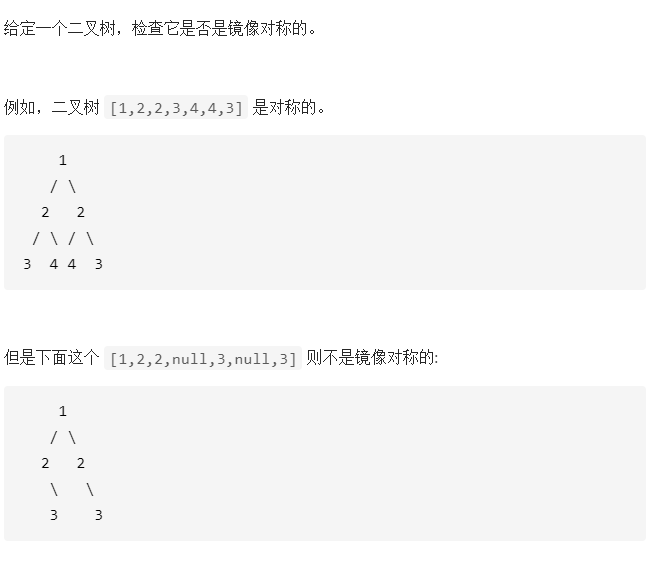 给定一个二叉树，检查它是否是镜像对称的。
例如，二叉树 [1,2,2,3,4,4,3] 是对称的。
    1
   / \
  2   2
 / \ / \
3  4 4  3
但是下面这个 [1,2,2,null,3,null,3] 则不是镜像对称的:
    1
   / \
  2   2
   \   \
   3    3